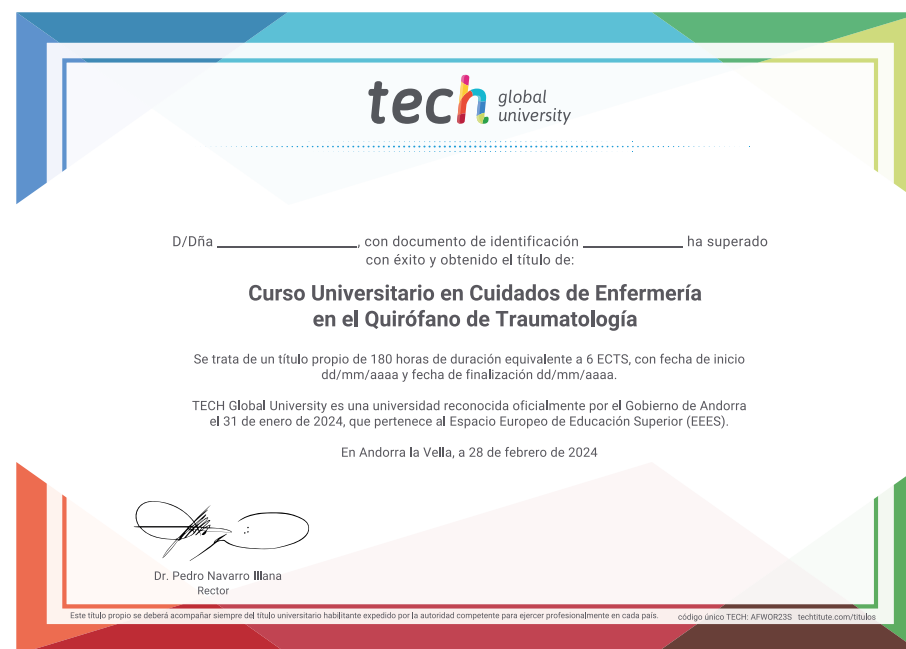 tech global university
D/Dña ____________________, con documento de identificación ______________ ha superado
con éxito y obtenido el título de:
Curso Universitario en Cuidados de Enfermería
en el Quirófano de Traumatología
Se trata de un título propio de 180 horas de duración equivalente a 6 ECTS, con fecha de inicio
dd/mm/aaaa y fecha de finalización dd/mm/aaaa.
TECH Global University es una universidad reconocida oficialmente por el Gobierno de Andorra
el 31 de enero de 2024, que pertenece al Espacio Europeo de Educación Superior (EEES).
En Andorra la Vella, a 28 de febrero de 2024
Dr. Pedro Navarro Illana
Rector
Este título propio se deberá acompañar siempre del título universitario habilitante expedido por la autoridad competente para ejercer profesionalmente en cada país. código único TECH: AFWOR23S techtitute.com/titulos